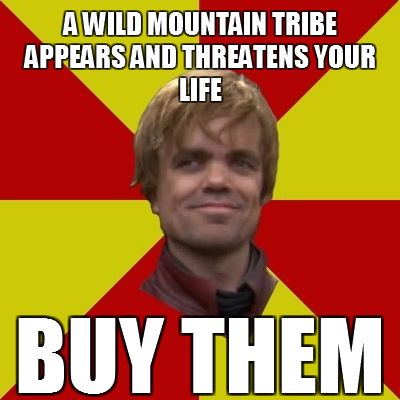 A WILD MOUNTAIN TRIBE
APPEARS AND THREATENS YOUR
LIFE
BUY THEM